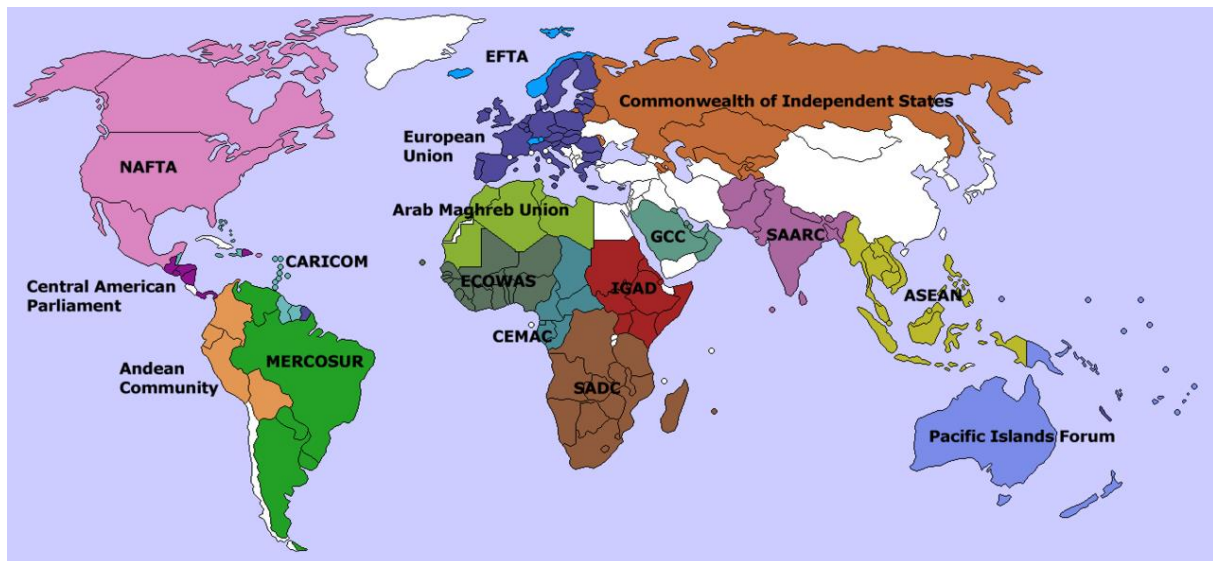 EFTA
Commonwealth of Independent States
European
Union
NAFTA
Arab Maghreb Union
GCC
SAARC
CARICOM
ECOWAS
IGAD
Central American
Parliament
ASEAN
CEMAC
MERCOSUR
Andean
Community
SADC
Pacific Islands Forum